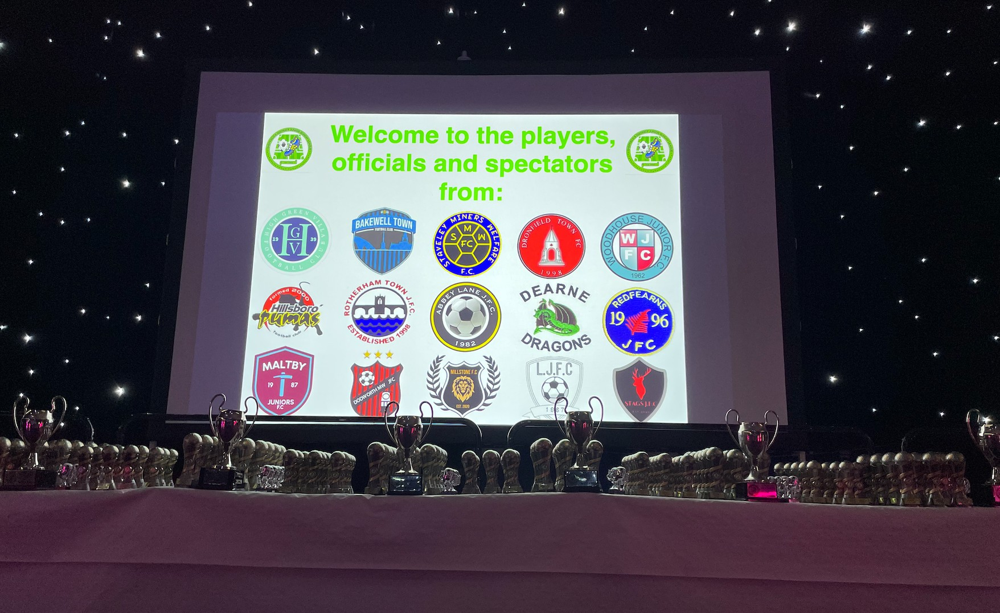 Welcome to the players,
officials and spectators
from:
HIGH GREEN VILLA
19 HGV 39
FOOTBALL CLUB
BAKEWELL TOWN
FOOTBALL CLUB
STAVELEY MINERS WELFARE
S M W
FC
F.C.
DRONFIELD TOWN FC
1998
WOODHOUSE JUNIOR F.C.
W J
F C
1962
formed 2000
Hillsboro'
Pumas
football club
ROTHERHAM TOWN J.F.C.
ESTABLISHED 1998
ABBEY LANE J.F.C.
1982
DEARNE
DRAGONS
REDFEARNS
19 96
JFC
MALTBY
19 87
JUNIORS
F.C
DODWORTH MW JFC
MILLSTONE F.C
EST. 2020
L.J.F.C
1967
STAGS J.F.C